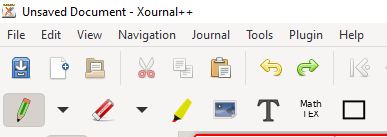 Unsaved Document - Xournal++
File Edit View Navigation Journal Tools Plugin Help
T Math
TEX